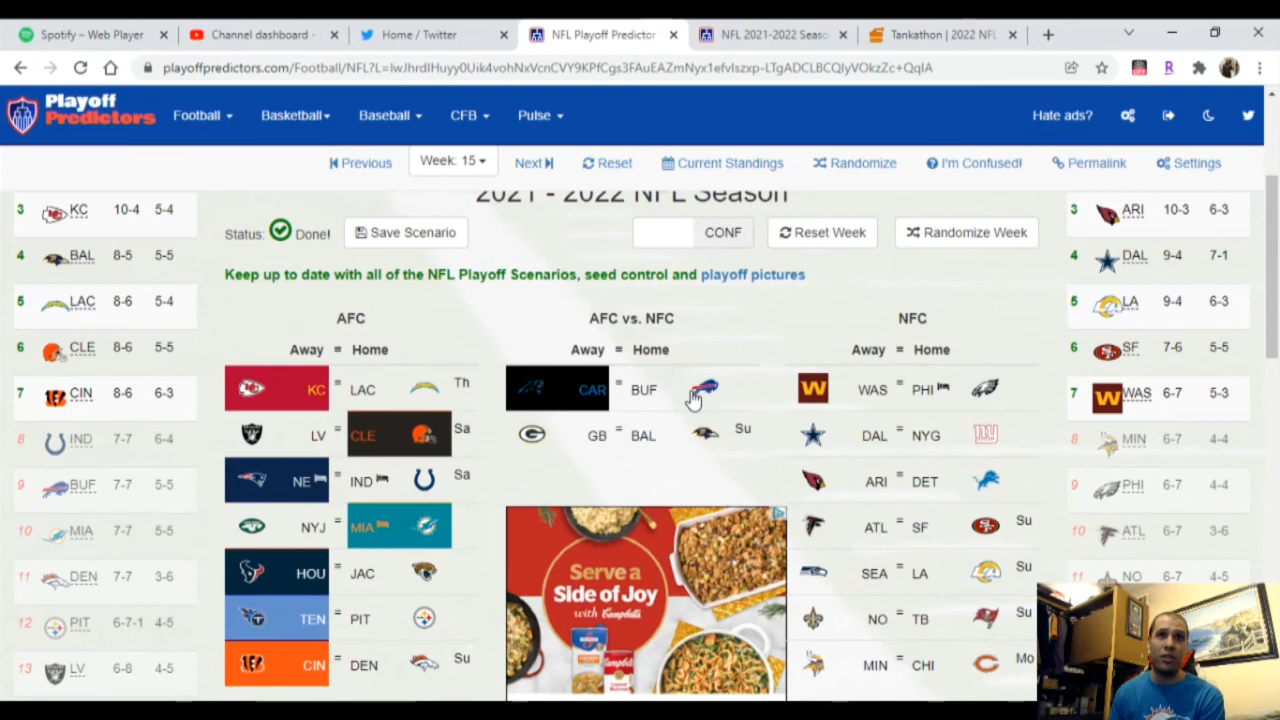 Spotify – Web Player
Channel dashboard -
Home / Twitter
NFL Playoff Predictor
NFL 2021-2022 Seaso
Tankathon | 2022 NFL
playoffpredictors.com/Football/NFL?L=
Playoff
Predictors
Football
Basketball
Baseball
CFB
Pulse
Hate ads?
Previous
Week: 15
Next
Reset
Current Standings
Randomize
I'm Confused!
Permalink
Settings
2021 - 2022 NFL Season
Status: Done!
Save Scenario
CONF
Reset Week
Randomize Week
Keep up to date with all of the NFL Playoff Scenarios, seed control and playoff pictures
3 KC 10-4 5-4
4 BAL 8-5 5-5
5 LAC 8-6 5-4
6 CLE 8-6 5-5
7 CIN 8-6 6-3
8 IND 7-7 6-4
9 BUF 7-7 5-5
10 MIA 7-7 5-5
11 DEN 7-7 3-6
12 PIT 6-7-1 4-5
13 LV 6-8 4-5
AFC
Away = Home
KC = LAC Th
LV = CLE Sa
NE = IND Sa
NYJ = MIA
HOU = JAC
TEN = PIT
CIN = DEN Su
AFC vs. NFC
Away = Home
CAR = BUF
GB = BAL Su
Serve a
Side of Joy
with Campbell's
NFC
Away = Home
W WAS = PHI
DAL = NYG
ARI = DET
ATL = SF Su
SEA = LA Su
NO = TB Su
MIN = CHI Mo
3 ARI 10-3 6-3
4 DAL 9-4 7-1
5 LA 9-4 6-3
6 SF 7-6 5-5
7 W WAS 6-7 5-3
8 MIN 6-7 4-4
9 PHI 6-7 4-4
10 ATL 6-7 3-6
11 NO 6-7 4-5